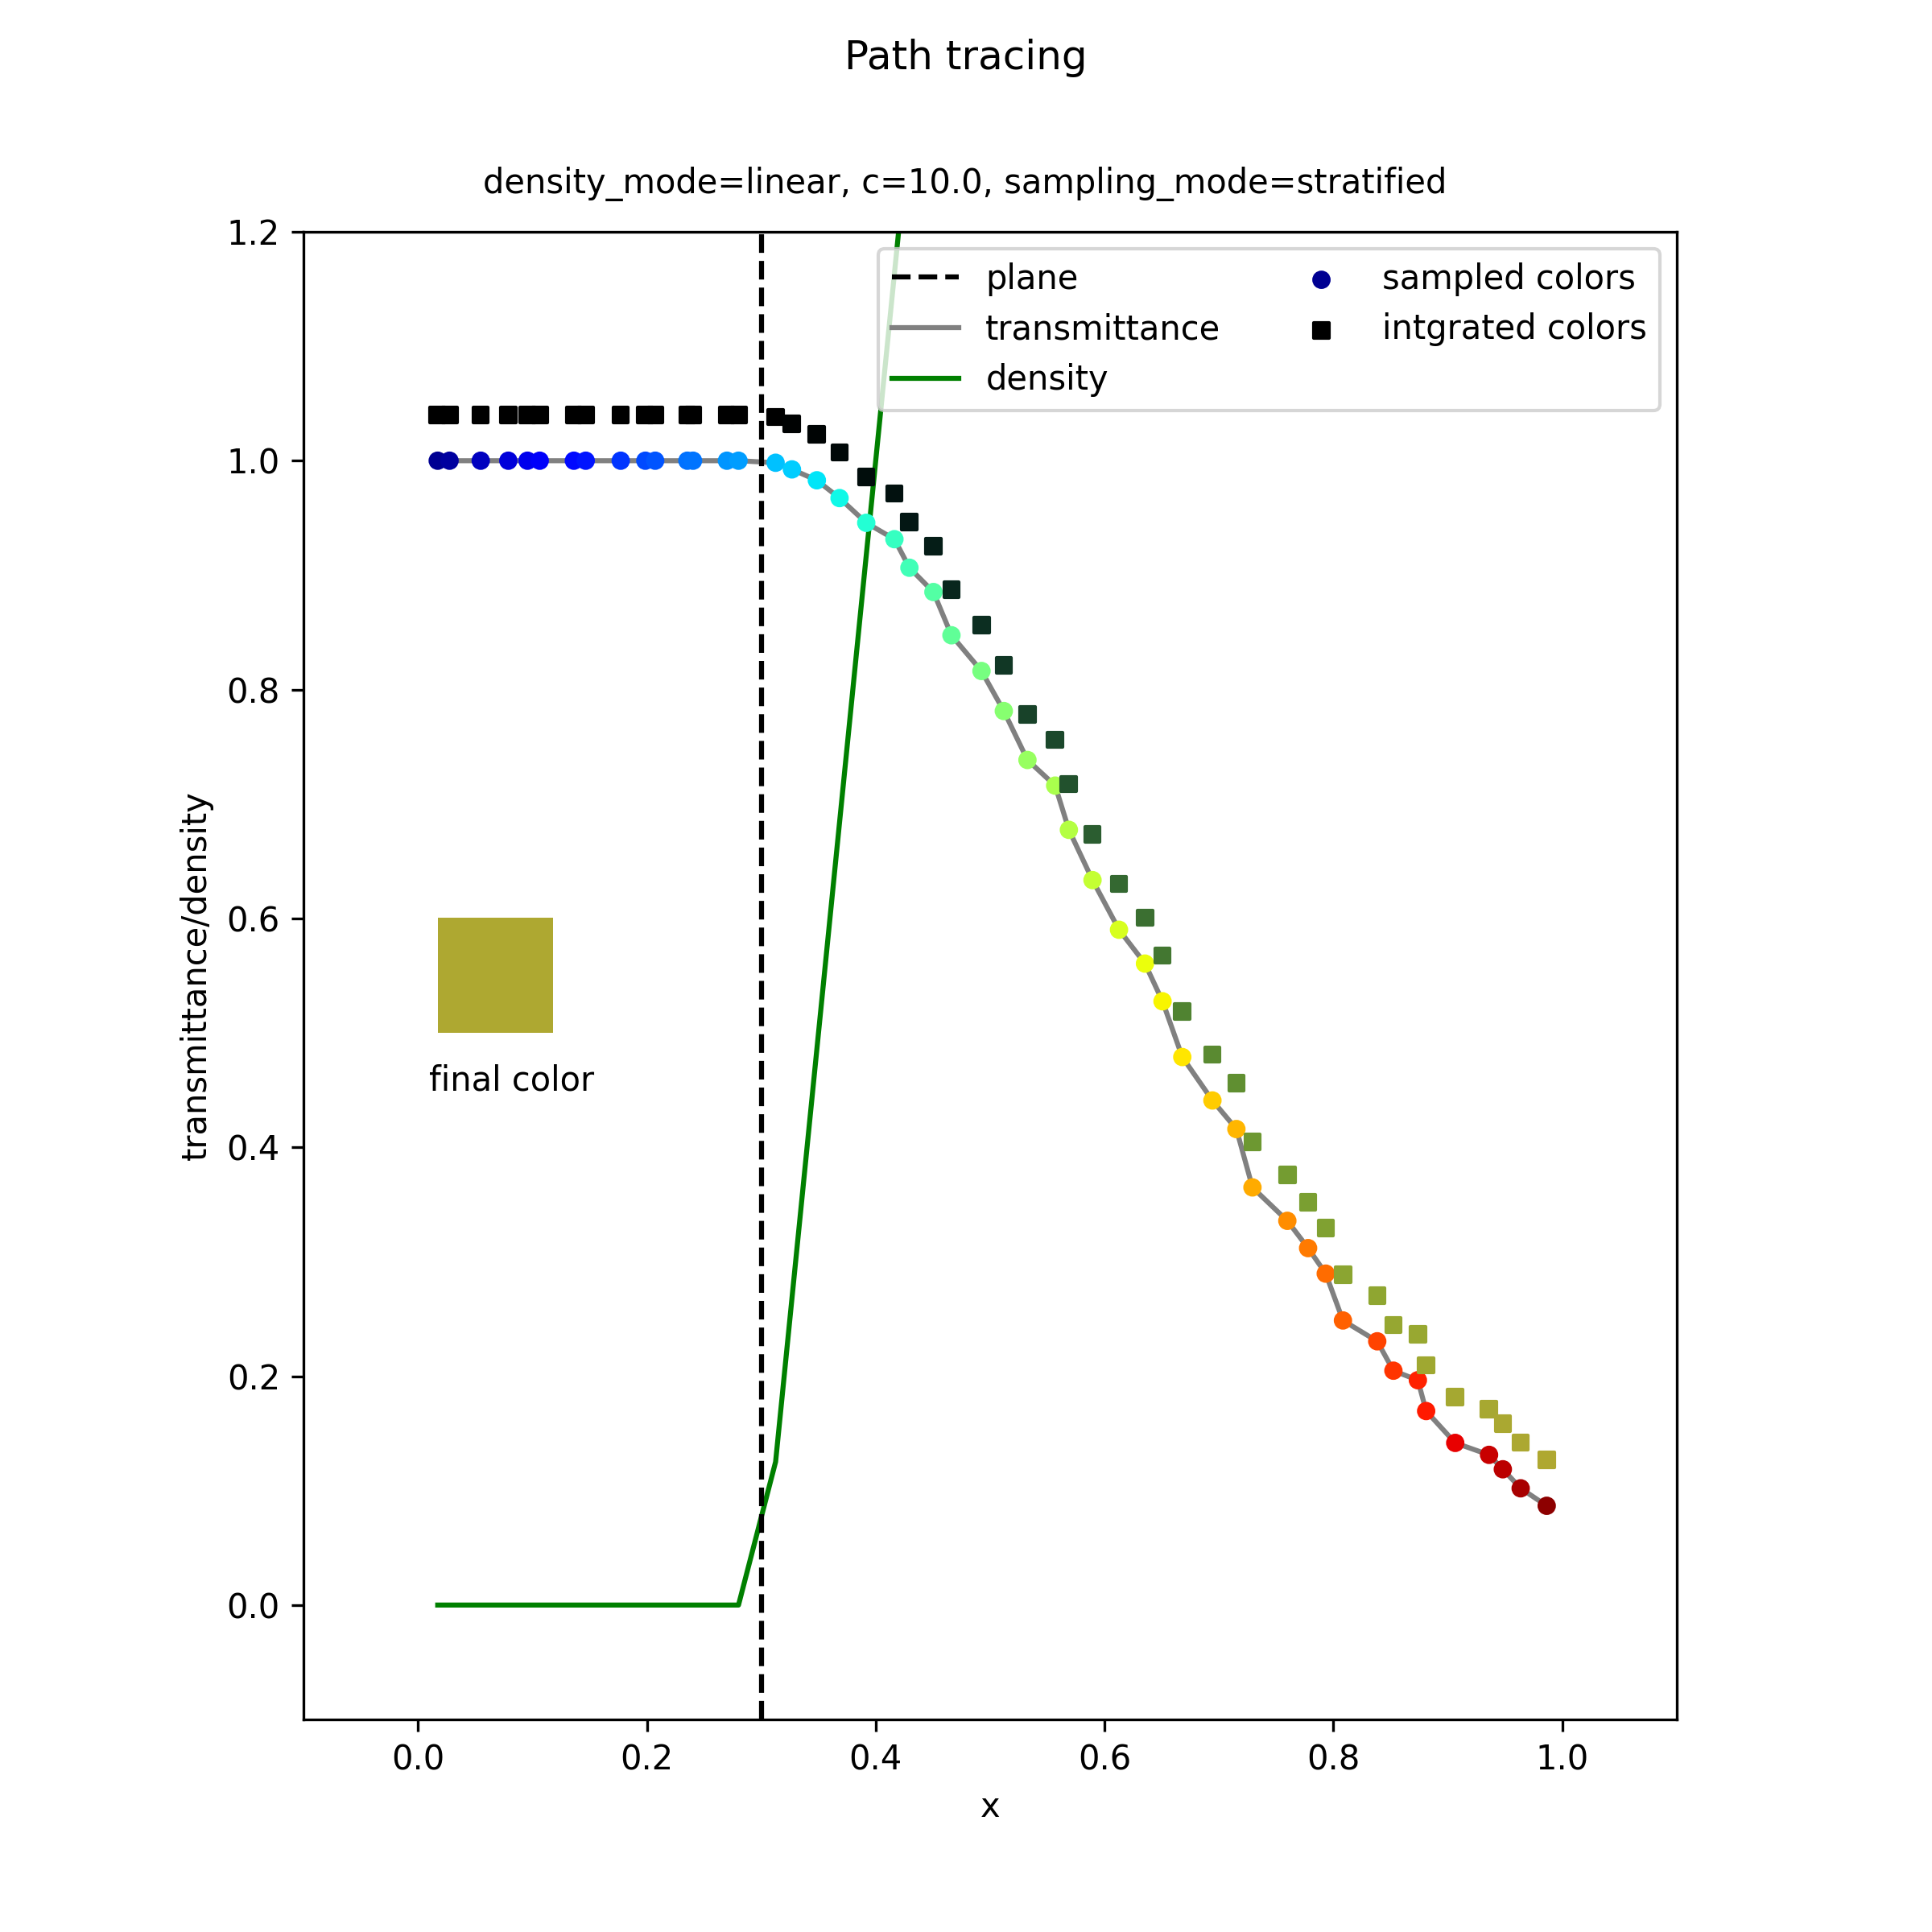 Path tracing
density_mode=linear, c=10.0, sampling_mode=stratified
plane
transmittance
density
sampled colors
intgrated colors
transmittance/density
1.2
1.0
0.8
0.6
0.4
0.2
0.0
final color
0.0 0.2 0.4 0.6 0.8 1.0
x